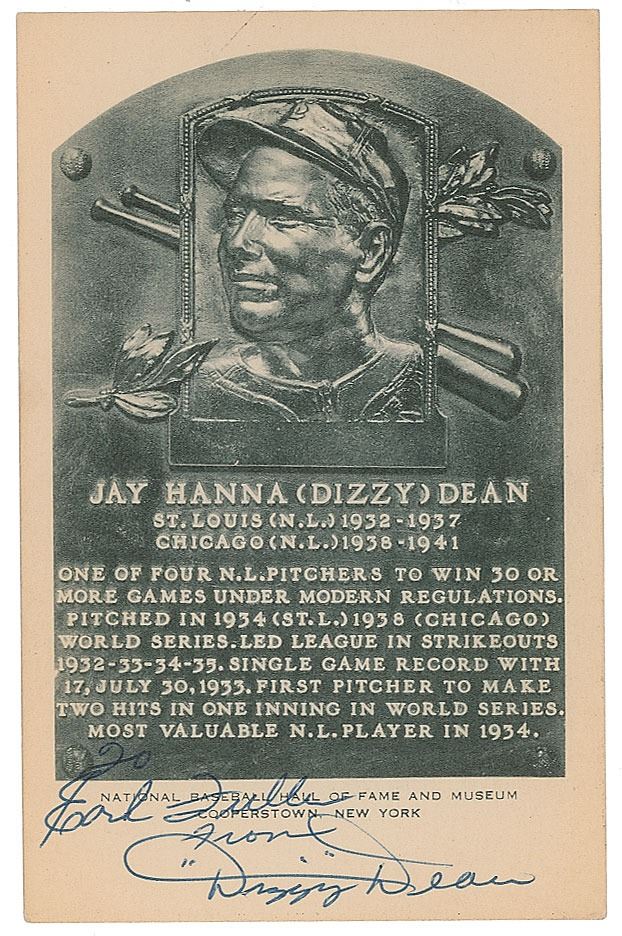 JAY HANNA (DIZZY) DEAN
ST. LOUIS (N.L.) 1932-1937
CHICAGO (N.L.) 1938-1941
ONE OF FOUR N.L. PITCHERS TO WIN 30 OR
MORE GAMES UNDER MODERN REGULATIONS.
PITCHED IN 1934 (ST.L.) 1938 (CHICAGO)
WORLD SERIES. LED LEAGUE IN STRIKEOUTS
1932-33-34-35. SINGLE GAME RECORD WITH
17, JULY 30, 1933. FIRST PITCHER TO MAKE
TWO HITS IN ONE INNING IN WORLD SERIES.
MOST VALUABLE N.L. PLAYER IN 1934.
NATIONAL BASEBALL HALL OF FAME AND MUSEUM
COOPERSTOWN, NEW YORK
To
Earl
From
"Dizzy" Dean